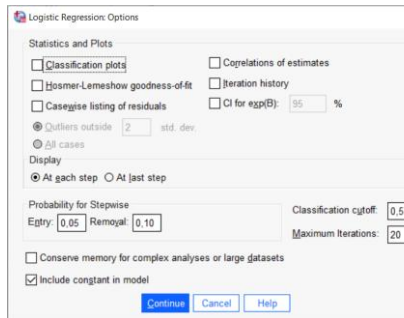 Logistic Regression: Options
Statistics and Plots
Classification plots
Correlations of estimates
Hosmer-Lemeshow goodness-of-fit
Iteration history
Casewise listing of residuals
CI for exp(B): 95 %
Outliers outside 2 std. dev.
All cases
Display
At each step At last step
Probability for Stepwise
Entry: 0,05 Removal: 0,10
Classification cutoff: 0,5
Maximum Iterations: 20
Conserve memory for complex analyses or large datasets
Include constant in model
Continue Cancel Help